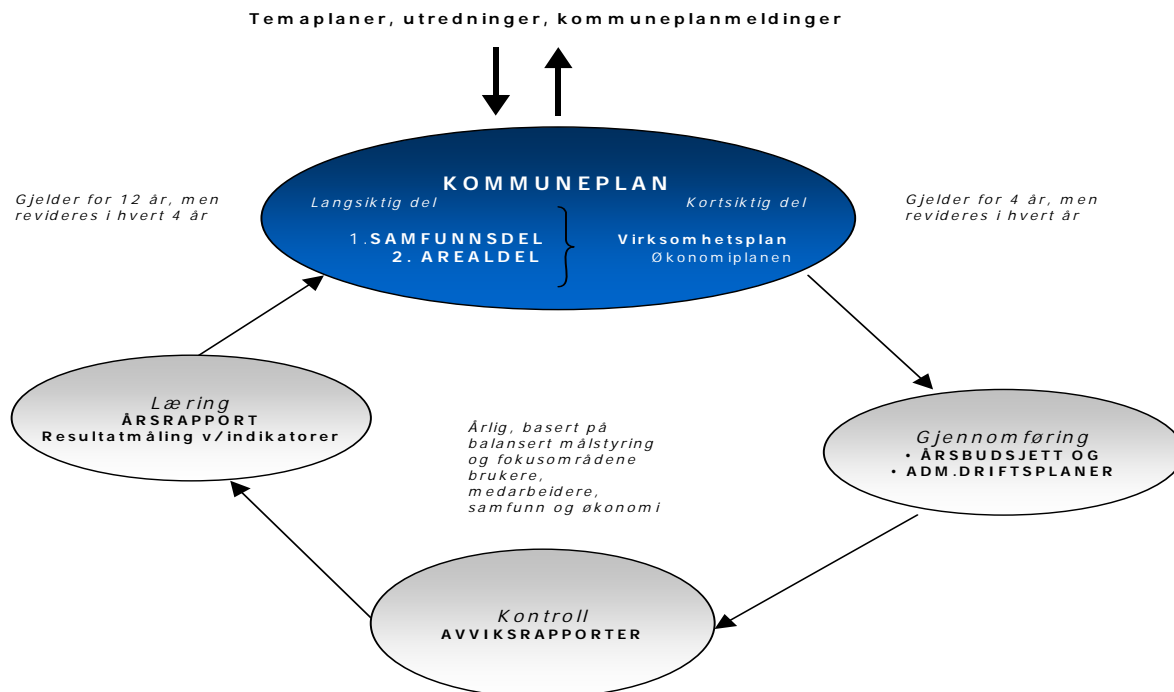 Temaplaner, utredninger, kommuneplanmeldinger
KOMMUNEPLAN
Gjelder for 12 år, men
revideres i hvert 4 år
Langsiktig del
Kortsiktig del
Gjelder for 4 år, men
revideres i hvert år
1. SAMFUNNSDEL
2. AREALDEL
Virksomhetsplan
Økonomiplanen
Læring
ÅRSRAPPORT
Resultatmåling v/indikatorer
Årlig, basert på
balansert målstyring
og fokusområdene
brukere,
medarbeidere,
samfunn og økonomi
Gjennomføring
• ÅRSBUDSJETT OG
• ADM.DRIFTSPLANER
Kontroll
AVVIKSRAPPORTER